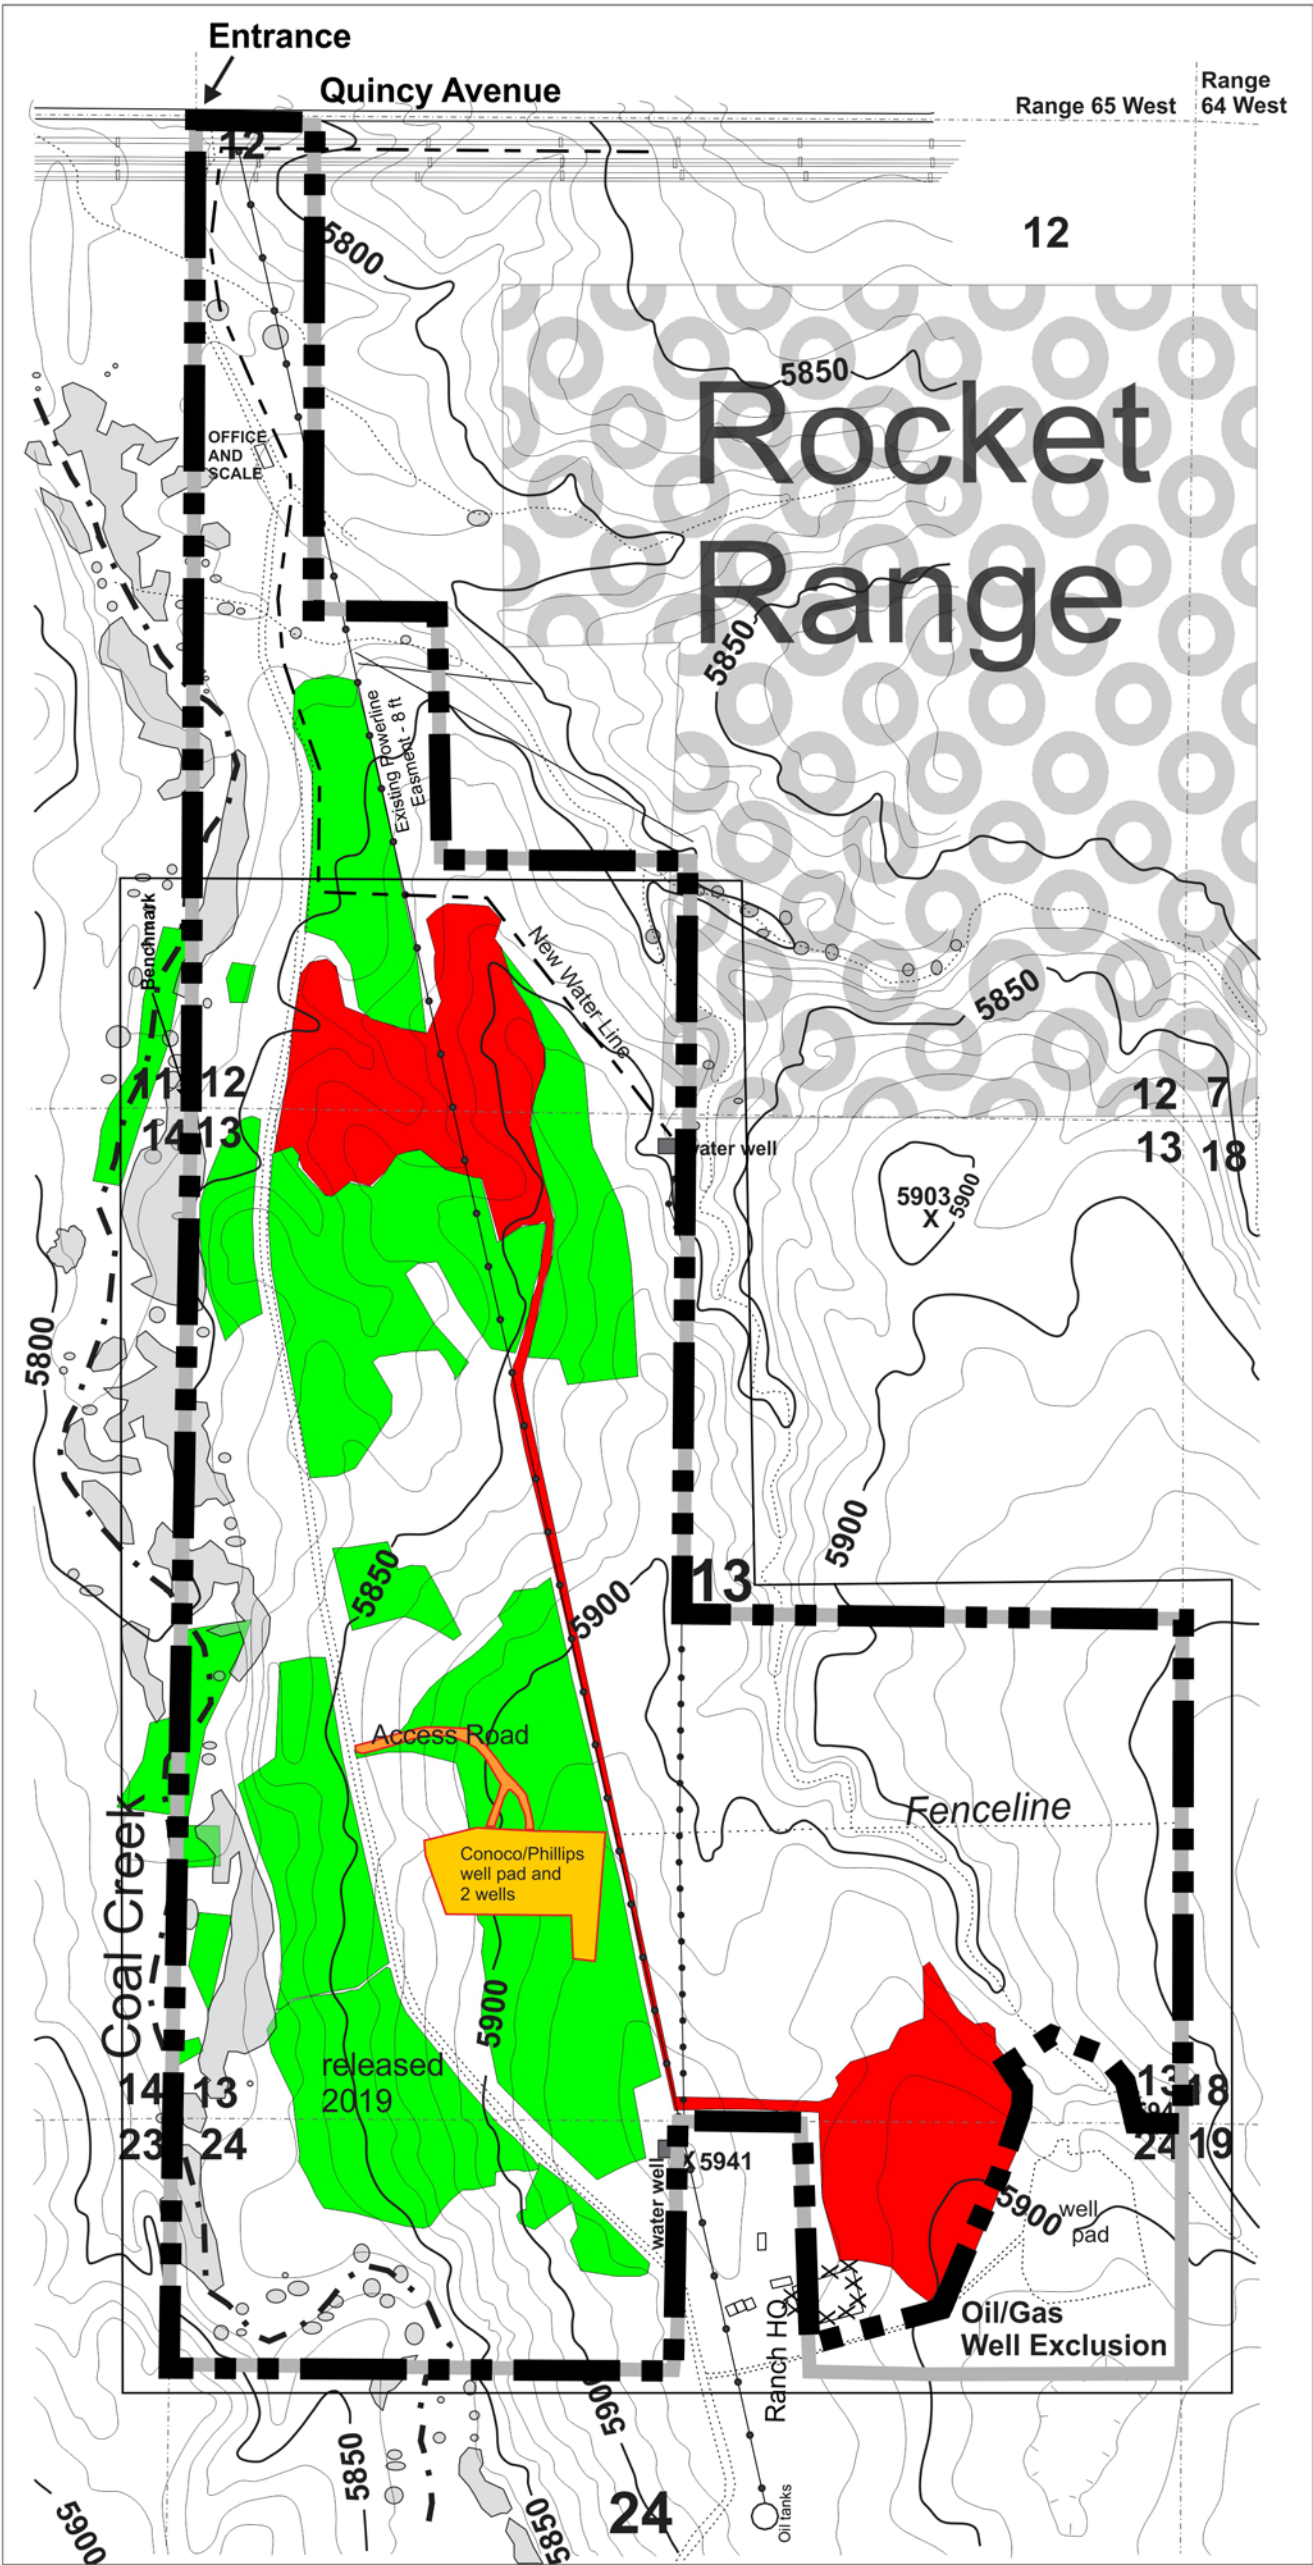 Entrance
Quincy Avenue
Range 65 West
Range
64 West
12
12
5800
5850
Rocket
Range
OFFICE
AND
SCALE
5850
Existing Powerline
Easment - 8 ft
Benchmark
New Water Line
5850
11
12
14
13
12
7
13
18
water well
5903
X
5900
5800
5900
13
5850
5900
Access Road
Fenceline
Conoco/Phillips
well pad and
2 wells
Coal Creek
5900
released
2019
14
13
23
24
13
18
24
19
X 5941
water well
5900
well
pad
Oil/Gas
Well Exclusion
Ranch HQ
5900
5850
24
Oil tanks
5850
5900